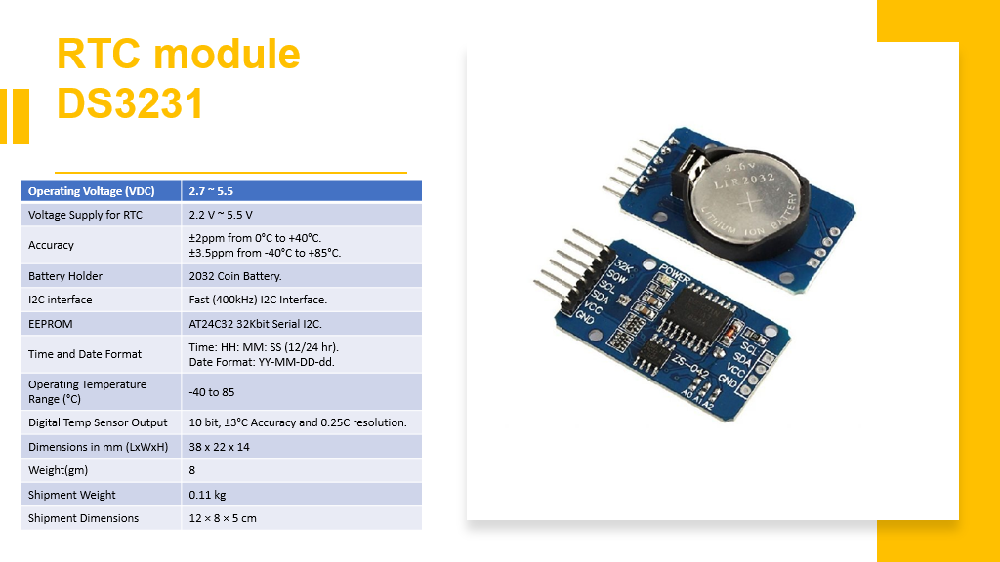 RTC module
DS3231
Operating Voltage (VDC) 2.7 ~ 5.5
Voltage Supply for RTC 2.2 V ~ 5.5 V
Accuracy ±2ppm from 0°C to +40°C.
±3.5ppm from -40°C to +85°C.
Battery Holder 2032 Coin Battery.
I2C interface Fast (400kHz) I2C Interface.
EEPROM AT24C32 32Kbit Serial I2C.
Time and Date Format Time: HH: MM: SS (12/24 hr).
Date Format: YY-MM-DD-dd.
Operating Temperature
Range (°C) -40 to 85
Digital Temp Sensor Output 10 bit, ±3°C Accuracy and 0.25C resolution.
Dimensions in mm (LxWxH) 38 x 22 x 14
Weight(gm) 8
Shipment Weight 0.11 kg
Shipment Dimensions 12 × 8 × 5 cm
3.6V
LIR2032
LITHIUM ION BATTERY
32K
SQW
SCL
SDA
VCC
GND
POWER
ZS-042
SCL
SDA
VCC
GND
A0 A1 A2